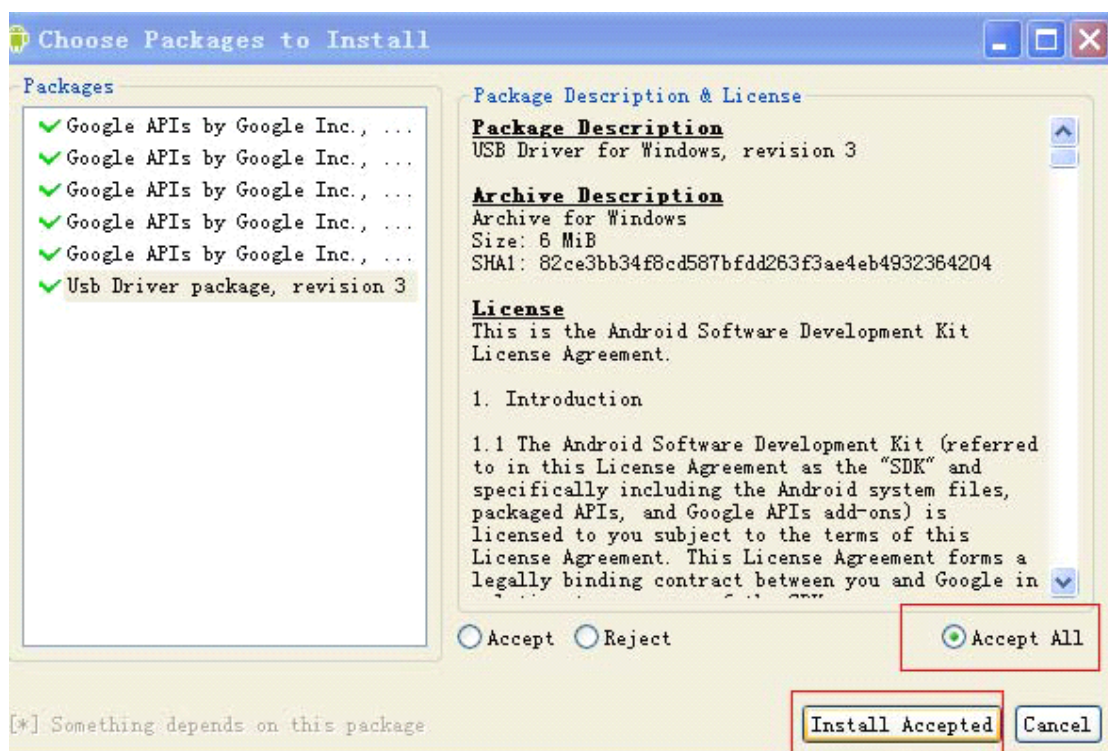 Choose Packages to Install
Packages
Google APIs by Google Inc., ...
Google APIs by Google Inc., ...
Google APIs by Google Inc., ...
Google APIs by Google Inc., ...
Google APIs by Google Inc., ...
Usb Driver package, revision 3
Package Description & License
Package Description
USB Driver for Windows, revision 3
Archive Description
Archive for Windows
Size: 6 MiB
SHA1: 82ce3bb34f8cd587bfdd263f3ae4eb4932364204
License
This is the Android Software Development Kit
License Agreement.
1. Introduction
1.1 The Android Software Development Kit (referred
to in this License Agreement as the "SDK" and
specifically including the Android system files,
packaged APIs, and Google APIs add-ons) is
licensed to you subject to the terms of this
License Agreement. This License Agreement forms a
legally binding contract between you and Google in
Accept Reject Accept All
[*] Something depends on this package
Install Accepted Cancel